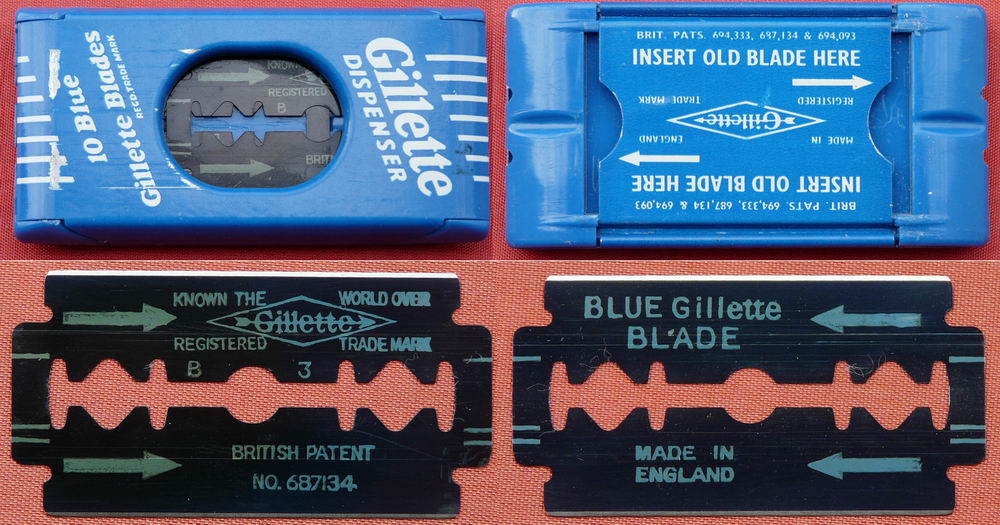 10 Blue
Gillette Blades
REGD. TRADE MARK
KNOWN
REGISTERED
B
BRIT
Gillette
DISPENSER
BRIT. PATS. 694,333, 687,134 & 694,093
INSERT OLD BLADE HERE
REGISTERED TRADE MARK
Gillette
MADE IN ENGLAND
INSERT OLD BLADE HERE
BRIT. PATS. 694,333, 687,134 & 694,093
KNOWN THE WORLD OVER
Gillette
REGISTERED TRADE MARK
B 3
BRITISH PATENT
NO. 687134
BLUE Gillette
BLADE
MADE IN
ENGLAND